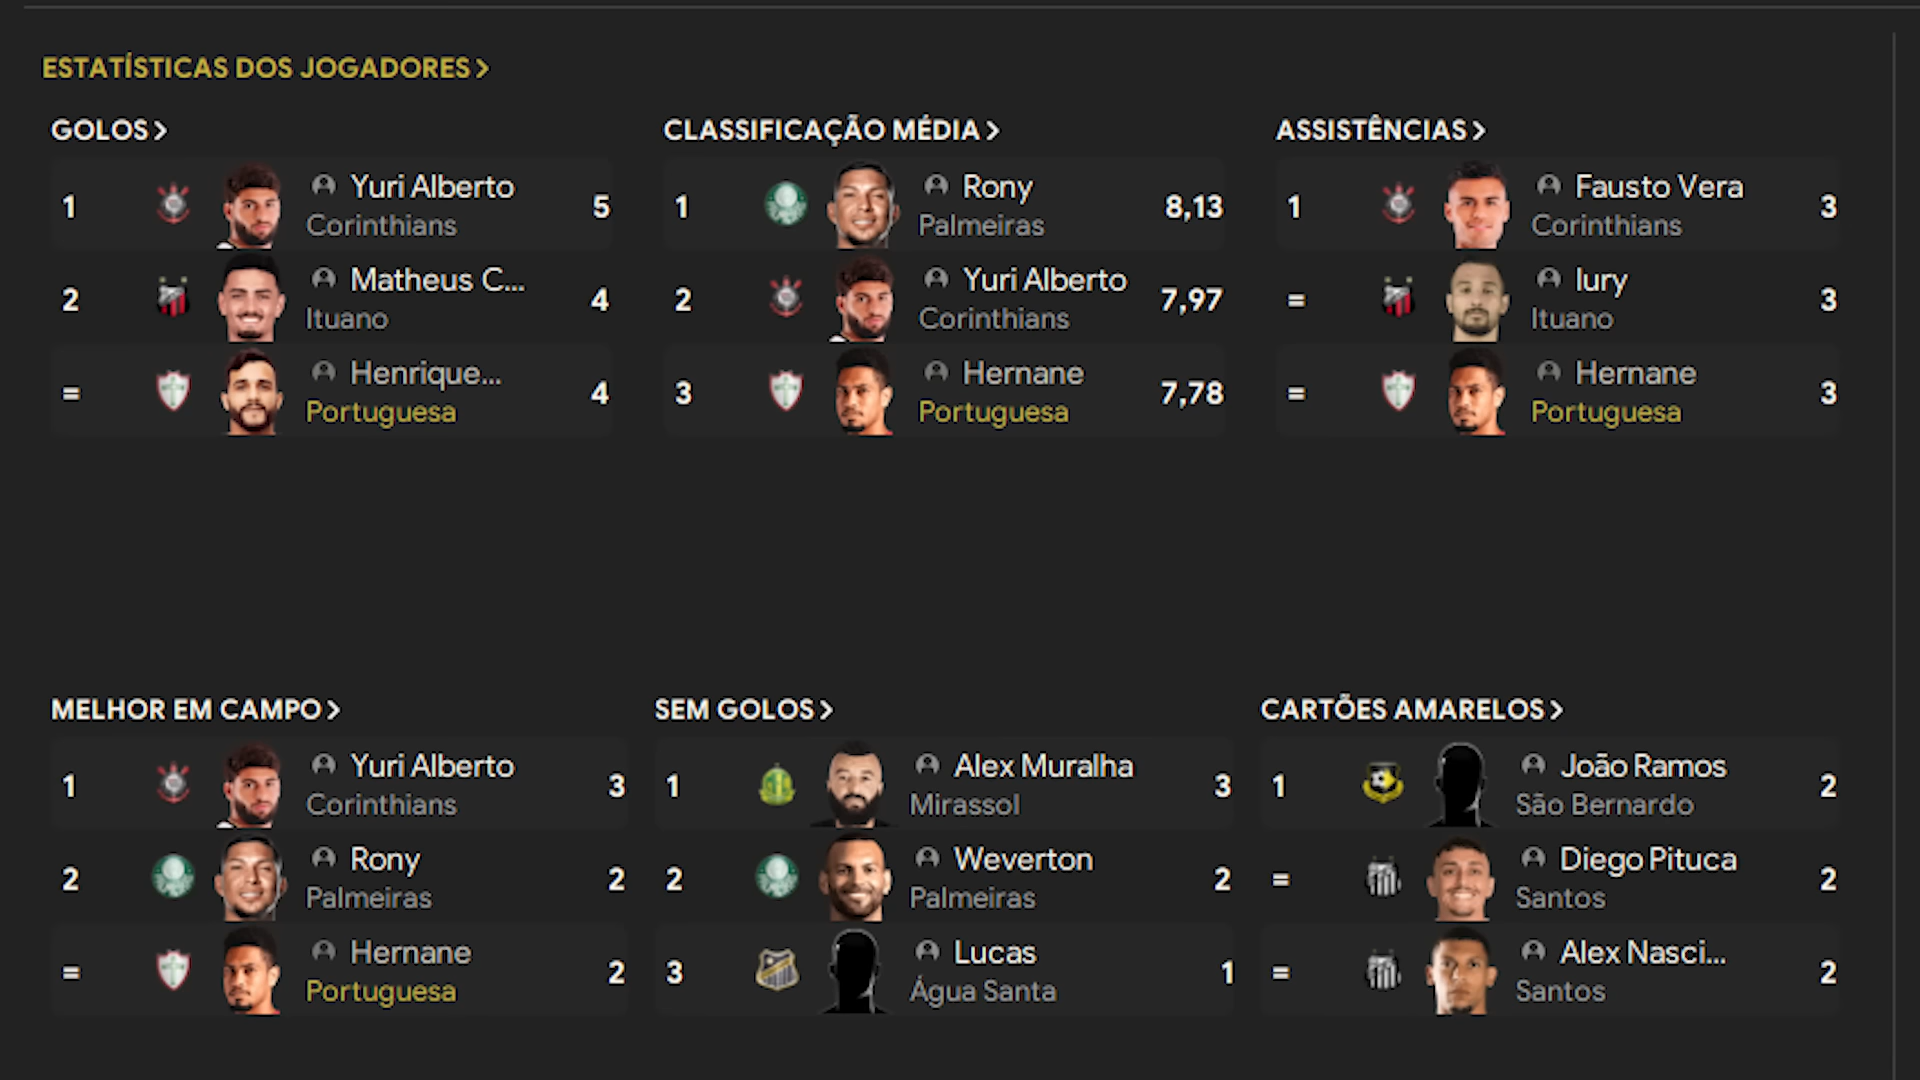 ESTATÍSTICAS DOS JOGADORES >
GOLOS >
1 Yuri Alberto 5
Corinthians
2 Matheus C... 4
Ituano
= Henrique... 4
Portuguesa
CLASSIFICAÇÃO MÉDIA >
1 Rony 8,13
Palmeiras
2 Yuri Alberto 7,97
Corinthians
3 Hernane 7,78
Portuguesa
ASSISTÊNCIAS >
1 Fausto Vera 3
Corinthians
= Iury 3
Ituano
= Hernane 3
Portuguesa
MELHOR EM CAMPO >
1 Yuri Alberto 3
Corinthians
2 Rony 2
Palmeiras
= Hernane 2
Portuguesa
SEM GOLOS >
1 Alex Muralha 3
Mirassol
2 Weverton 2
Palmeiras
3 Lucas 1
Água Santa
CARTÕES AMARELOS >
1 João Ramos 2
São Bernardo
= Diego Pituca 2
Santos
= Alex Nasci... 2
Santos